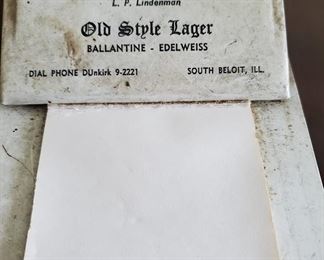 L. P. Lindenman
Old Style Lager
BALLANTINE - EDELWEISS
DIAL PHONE DUnkirk 9-2221 SOUTH BELOIT, ILL.